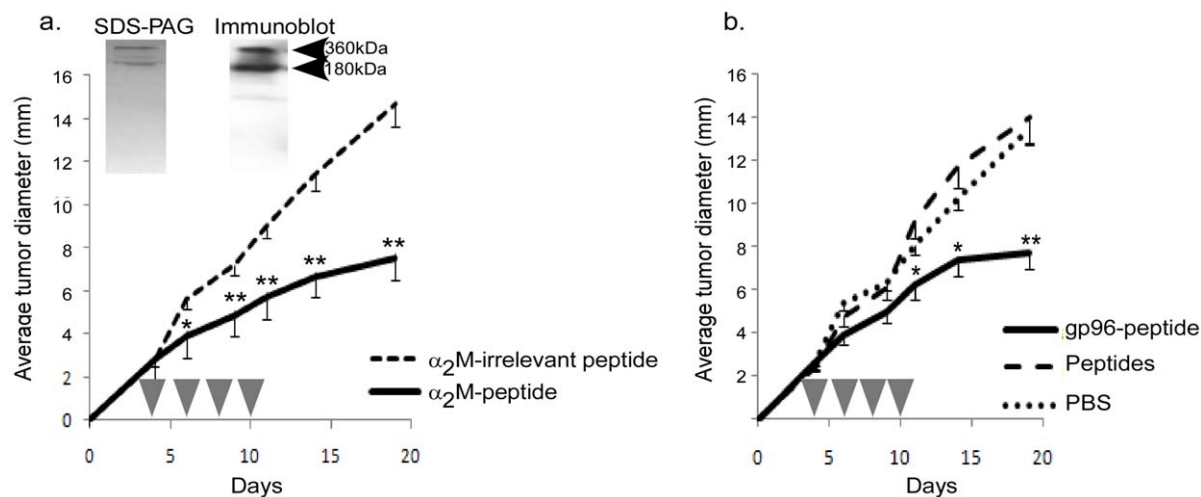 a.
SDS-PAG Immunoblot
360kDa
180kDa
Averade tumor diameter (mm)
16
14
12
10
8
6
4
2
0
* ** ** ** **
α2M-irrelevant peptide
α2M-peptide
0 5 10 15 20
Days
b.
Average tumor diameter (mm)
16
14
12
10
8
6
4
2
* * **
gp96-peptide
Peptides
PBS
0 5 10 15 20
Days